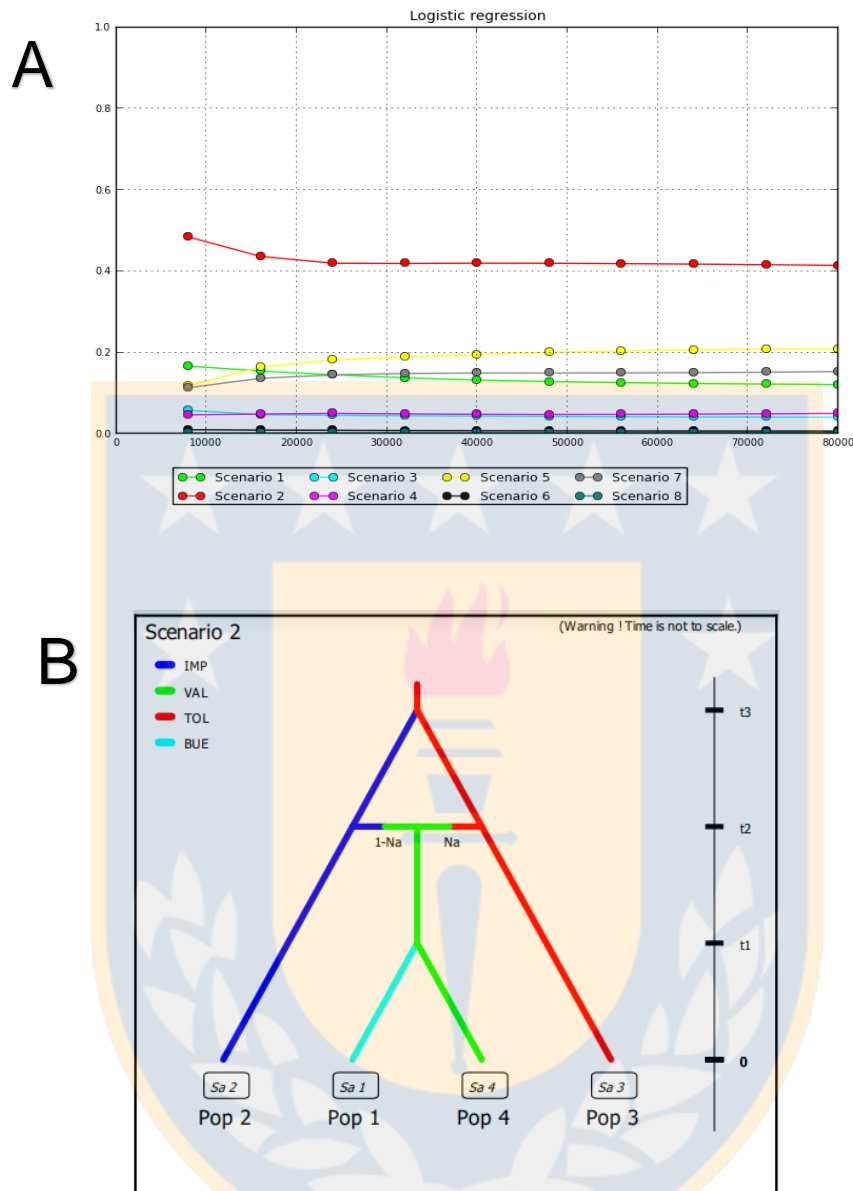 Logistic regression
A
1.0
0.8
0.6
0.4
0.2
0.0
0 10000 20000 30000 40000 50000 60000 70000 80000
Scenario 1 Scenario 3 Scenario 5 Scenario 7
Scenario 2 Scenario 4 Scenario 6 Scenario 8
B
Scenario 2 (Warning ! Time is not to scale.)
IMP
VAL
TOL
BUE
t3
t2
1-Na Na
t1
0
Sa 2 Sa 1 Sa 4 Sa 3
Pop 2 Pop 1 Pop 4 Pop 3